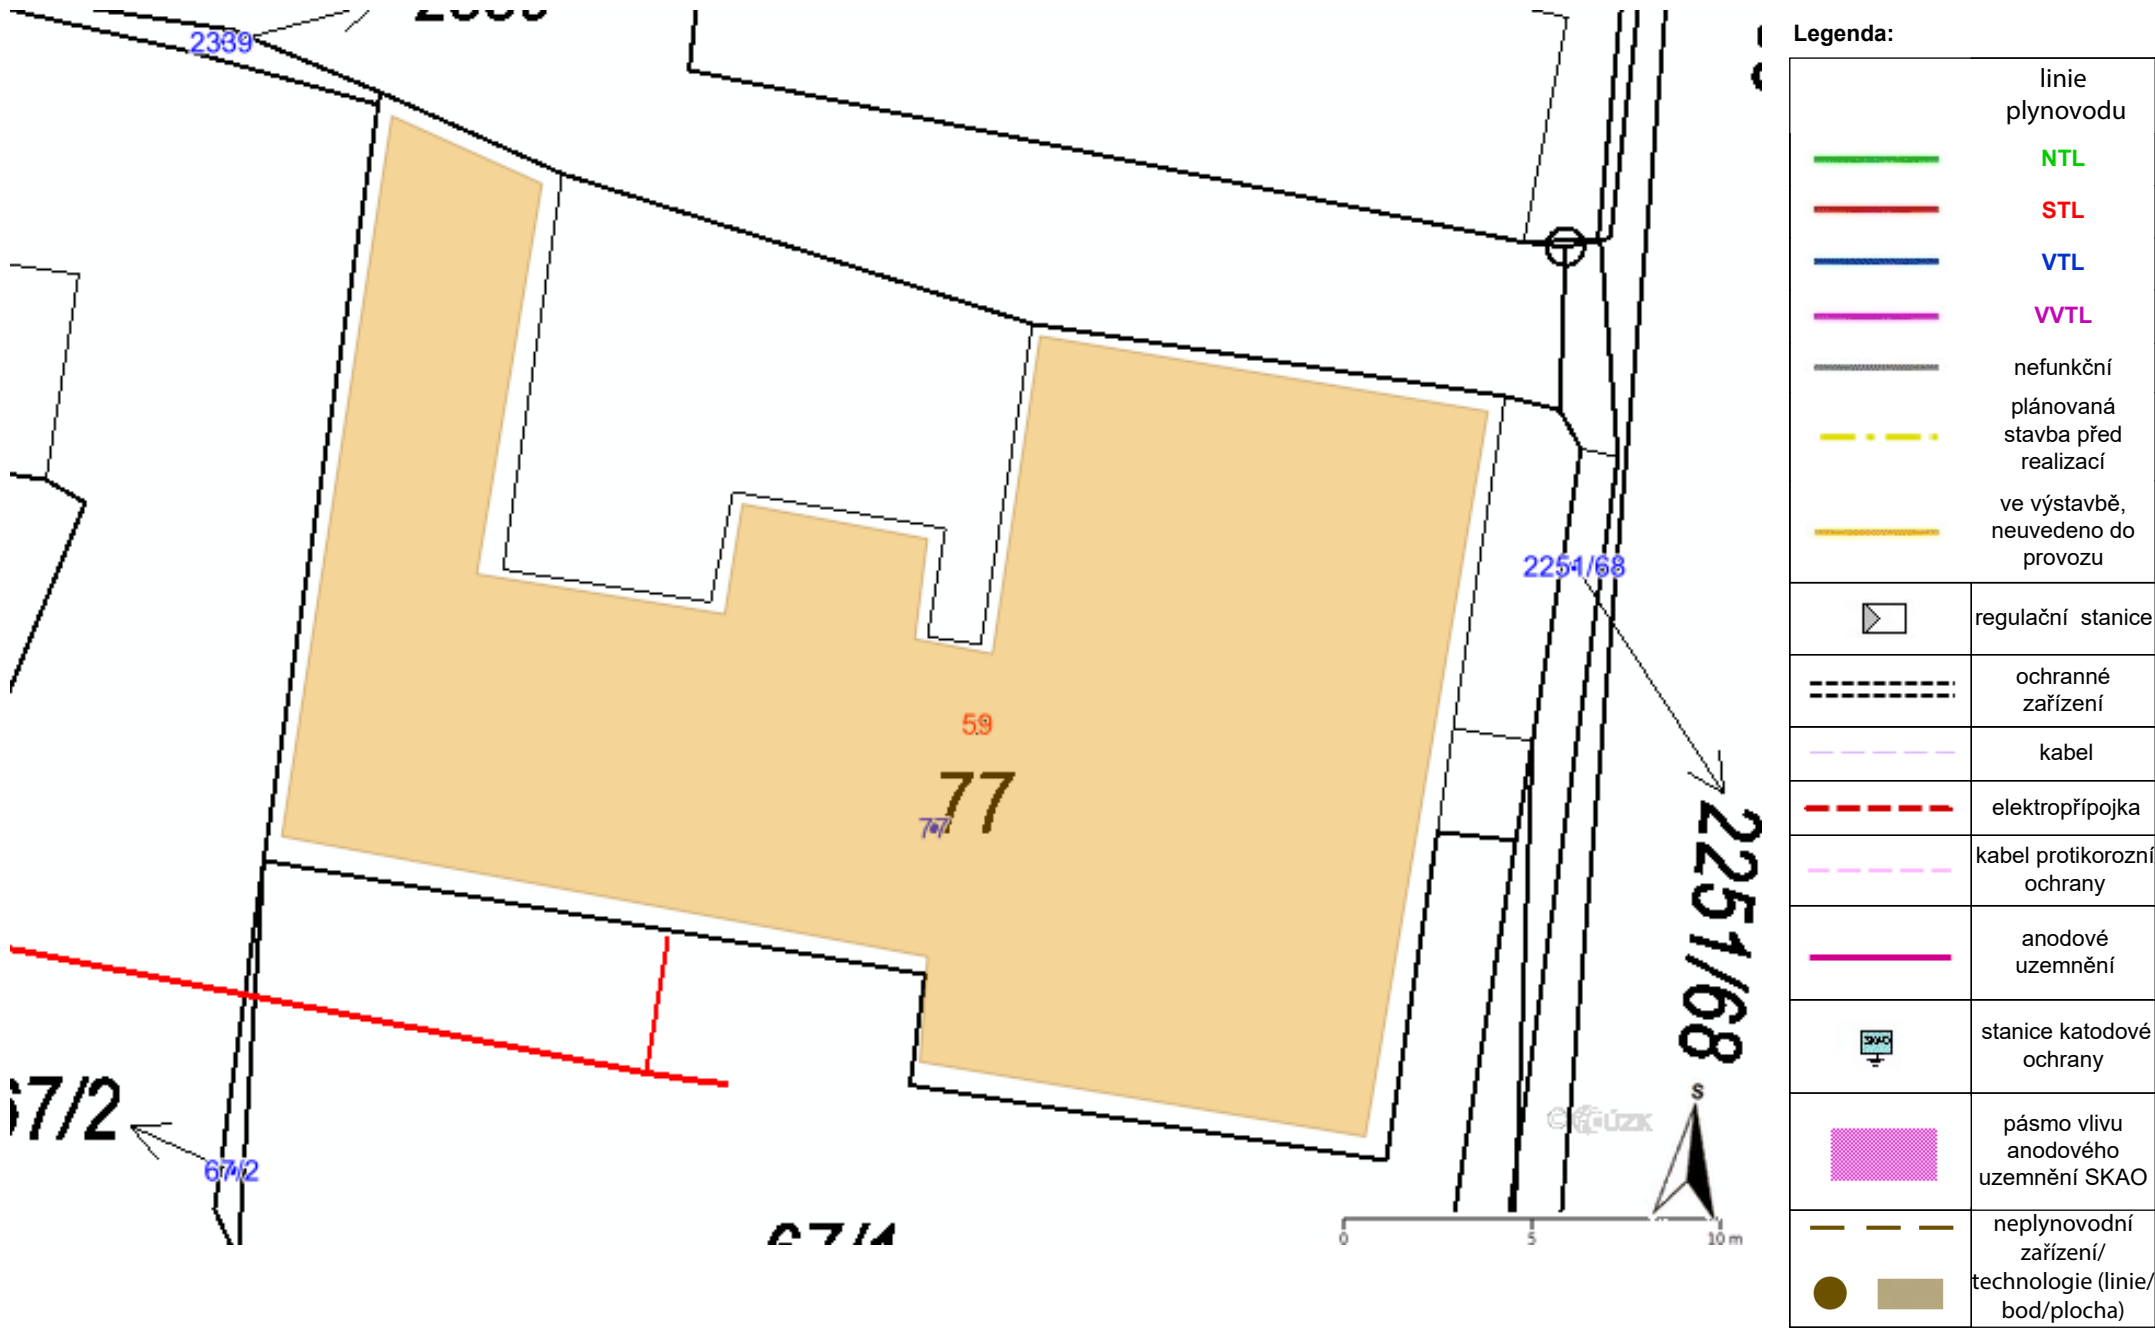 2339
59
77
77
2251/68
2251/68
67/2
67/2
S
0 5 10 m
Legenda:
linie
plynovodu
NTL
STL
VTL
VVTL
nefunkční
plánovaná
stavba před
realizací
ve výstavbě,
neuvedeno do
provozu
regulační stanice
ochranné
zařízení
kabel
elektropřípojka
kabel protikorozní
ochrany
anodové
uzemnění
SKAO
stanice katodové
ochrany
pásmo vlivu
anodového
uzemnění SKAO
neplynovodní
zařízení/
technologie (linie/
bod/plocha)